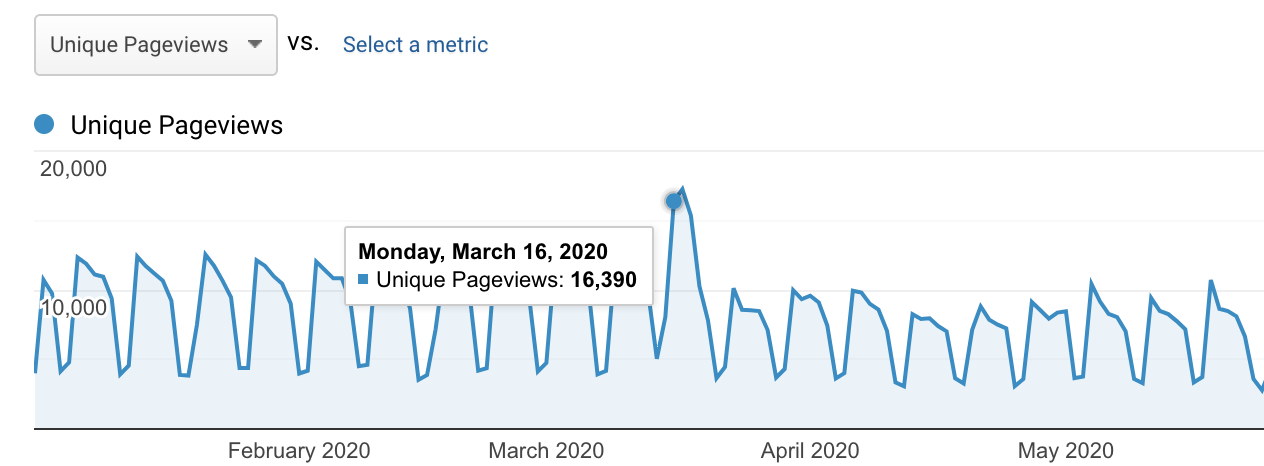 Unique Pageviews vs. Select a metric
Unique Pageviews
20,000
Monday, March 16, 2020
Unique Pageviews: 16,390
10,000
February 2020 March 2020 April 2020 May 2020